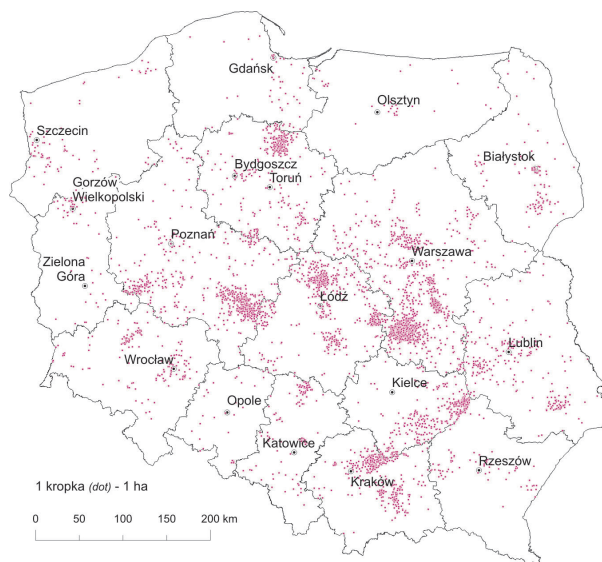 Gdańsk
Olsztyn
Szczecin
Białystok
Bydgoszcz
Toruń
Gorzów
Wielkopolski
Poznań
Warszawa
Zielona
Góra
Łódź
Lublin
Wrocław
Kielce
Opole
Katowice
Rzeszów
Kraków
1 kropka (dot) - 1 ha
0 50 100 150 200 km